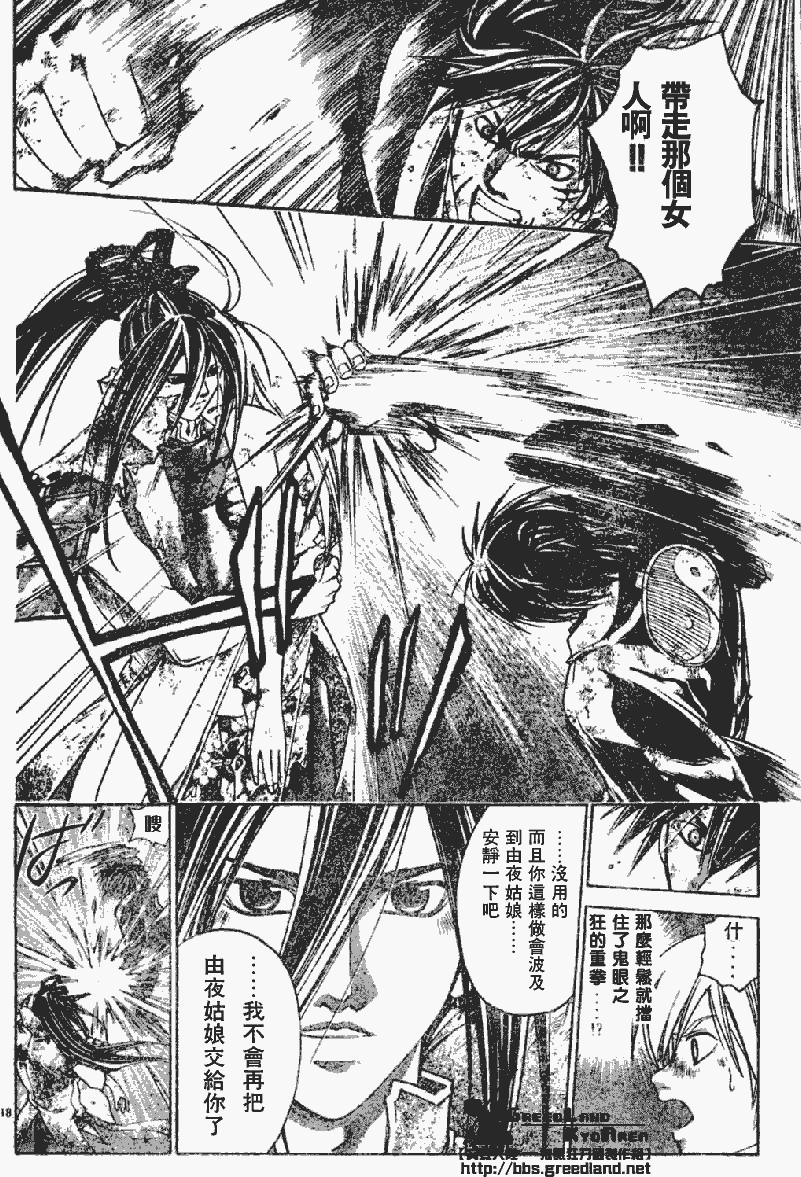 帶走那個女
人啊!!
什
‥‥
那麼輕鬆就擋
住了鬼眼之
狂的重拳‥‥!?
……沒用的
而且你這樣做會波及
到由夜姑娘……
安靜一下吧
……我不會再把
由夜姑娘交給你了
嗖
ばっ
GREEDLAND
http://bbs.greedland.net